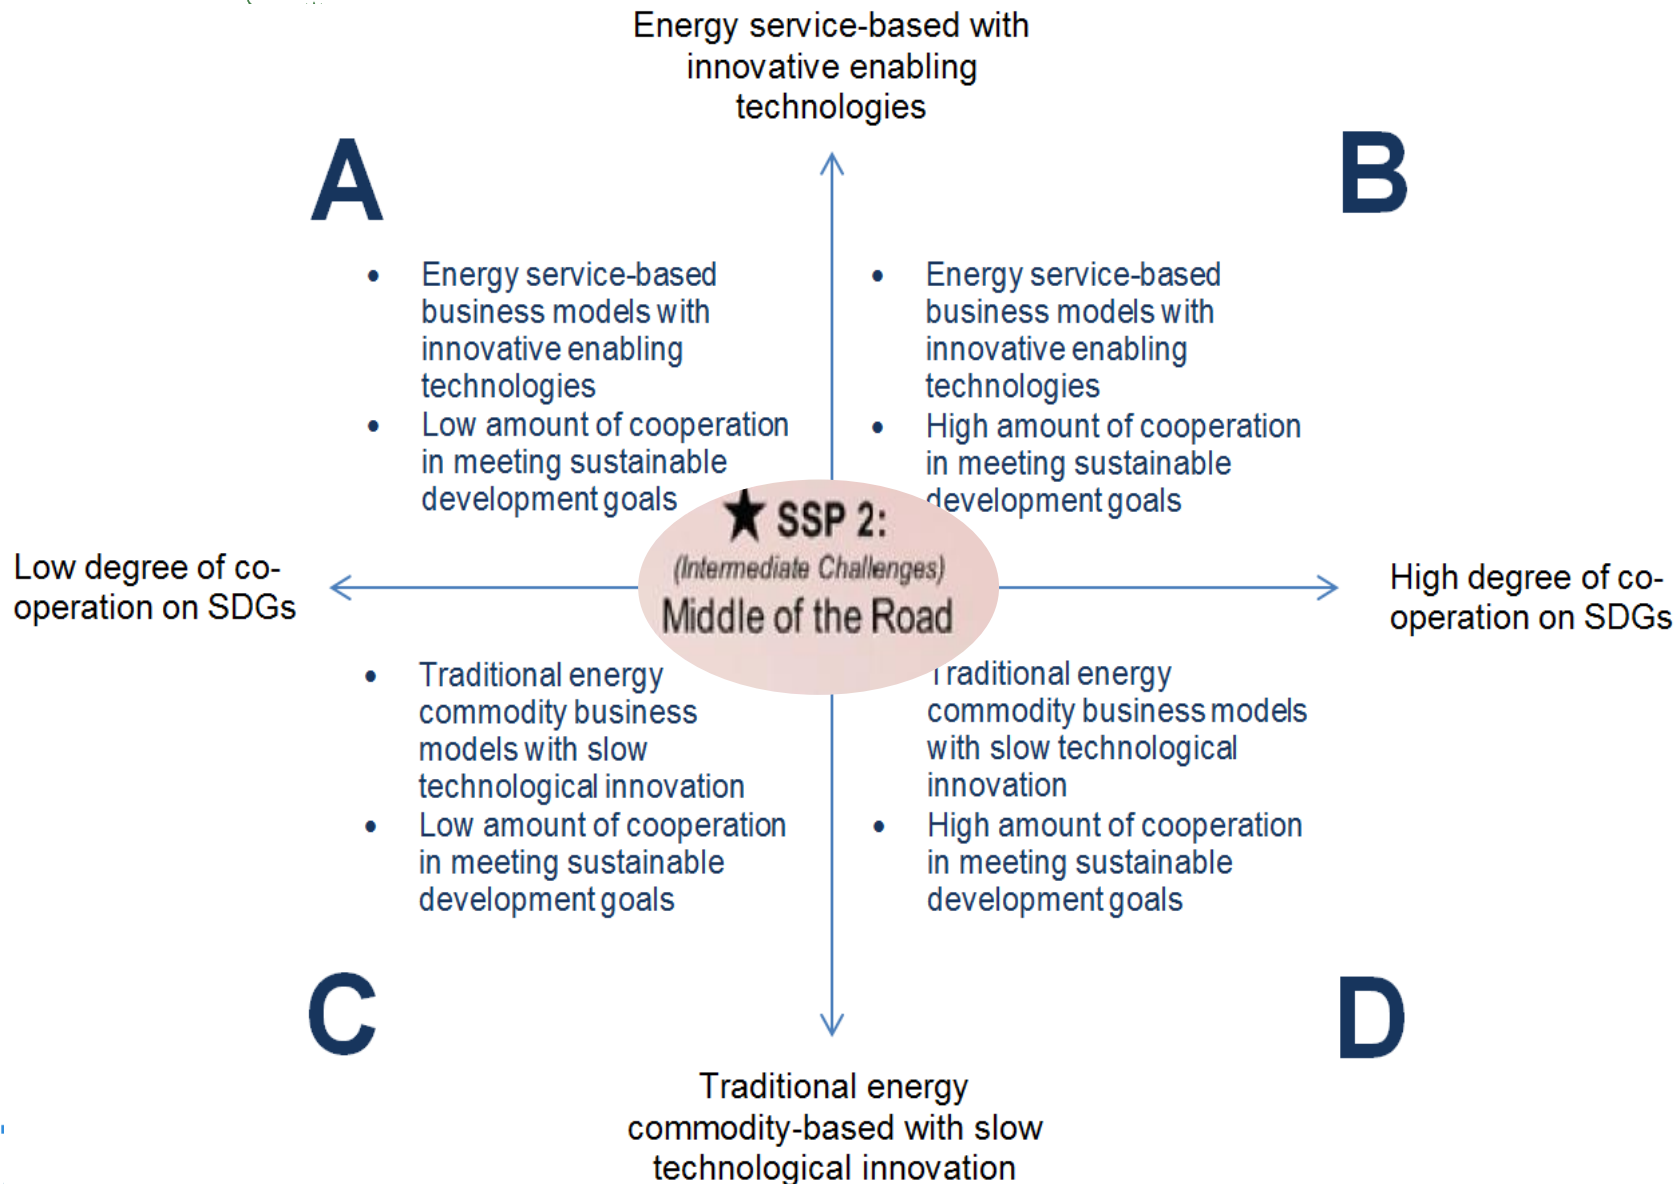 Energy service-based with
innovative enabling
technologies
A
B
• Energy service-based
business models with
innovative enabling
technologies
• Low amount of cooperation
in meeting sustainable
development goals
• Energy service-based
business models with
innovative enabling
technologies
• High amount of cooperation
in meeting sustainable
development goals
★ SSP 2:
(Intermediate Challenges)
Middle of the Road
Low degree of co-
operation on SDGs
High degree of co-
operation on SDGs
• Traditional energy
commodity business
models with slow
technological innovation
• Low amount of cooperation
in meeting sustainable
development goals
Traditional energy
commodity business models
with slow technological
innovation
• High amount of cooperation
in meeting sustainable
development goals
C
D
Traditional energy
commodity-based with slow
technological innovation